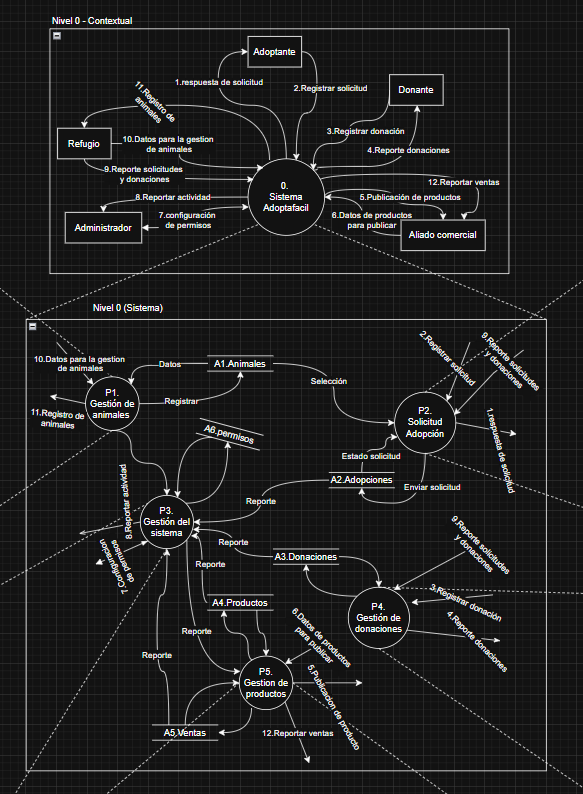 Nivel 0 - Contextual
Adoptante
1.respuesta de solicitud
2.Registrar solicitud
Donante
11.Registro de
animales
3.Registrar donación
Refugio
10.Datos para la gestion
de animales
4.Reporte donaciones
9.Reporte solicitudes
y donaciones
0.
Sistema
Adoptafacil
12.Reportar ventas
8.Reportar actividad
5.Publicación de productos
Administrador
7.configuración
de permisos
6.Datos de productos
para publicar
Aliado comercial
Nivel 0 (Sistema)
10.Datos para la gestion
de animales
Datos
A1.Animales
2.Registrar solicitud
9.Reporte solicitudes
y donaciones
Selección
P1.
Gestión de
animales
Registrar
11.Registro de
animales
P2.
Solicitud
Adopción
1.respuesta de solicitud
A6.permisos
Estado solicitud
A2.Adopciones
Enviar solicitud
Reporte
8.Reportar actividad
P3.
Gestión del
sistema
7.Configuracion
de permisos
Reporte
A3.Donaciones
9.Reporte solicitudes
y donaciones
Reporte
A4.Productos
3.Registrar donación
P4.
Gestión de
donaciones
4.Reporte donaciones
6.Datos de productos
para publicar
Reporte
Reporte
P5.
Gestion de
productos
5.Publicacion de producto
A5.Ventas
12.Reportar ventas